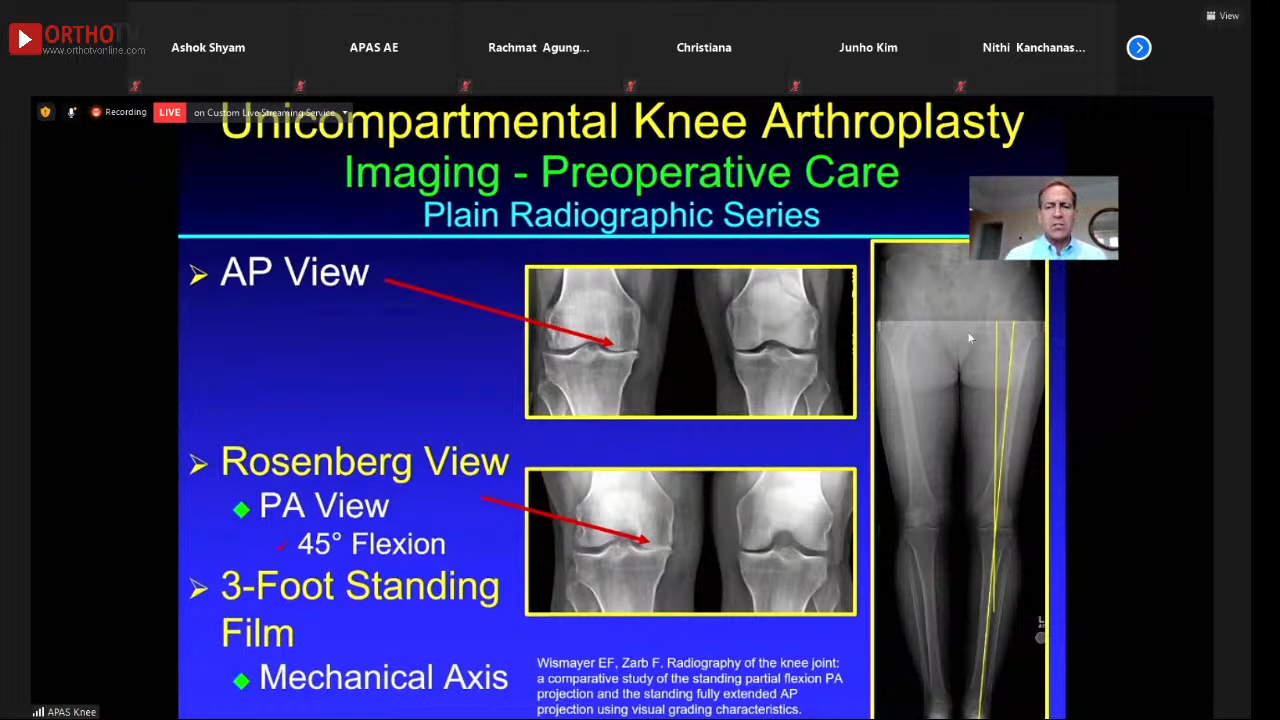 ORTHOTV
www.orthotvonline.com
Ashok Shyam
APAS AE
Rachmat Agung...
Christiana
Junho Kim
Nithi Kanchanas...
View
Recording
LIVE
on Custom Live Streaming Service
Unicompartmental Knee Arthroplasty
Imaging - Preoperative Care
Plain Radiographic Series
AP View
Rosenberg View
PA View
45° Flexion
3-Foot Standing
Film
Mechanical Axis
Wismayer EF, Zarb F. Radiography of the knee joint:
a comparative study of the standing partial flexion PA
projection and the standing fully extended AP
projection using visual grading characteristics.
L
APAS Knee